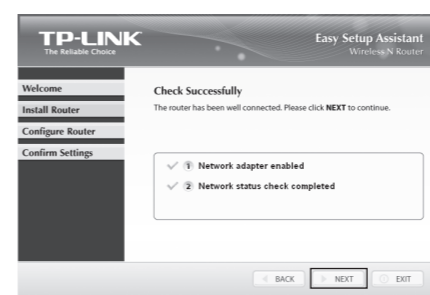 TP-LINK
The Reliable Choice
Easy Setup Assistant
Wireless N Router
Welcome
Install Router
Configure Router
Confirm Settings
Check Successfully
The router has been well connected. Please click NEXT to continue.
1 Network adapter enabled
2 Network status check completed
BACK
NEXT
EXIT